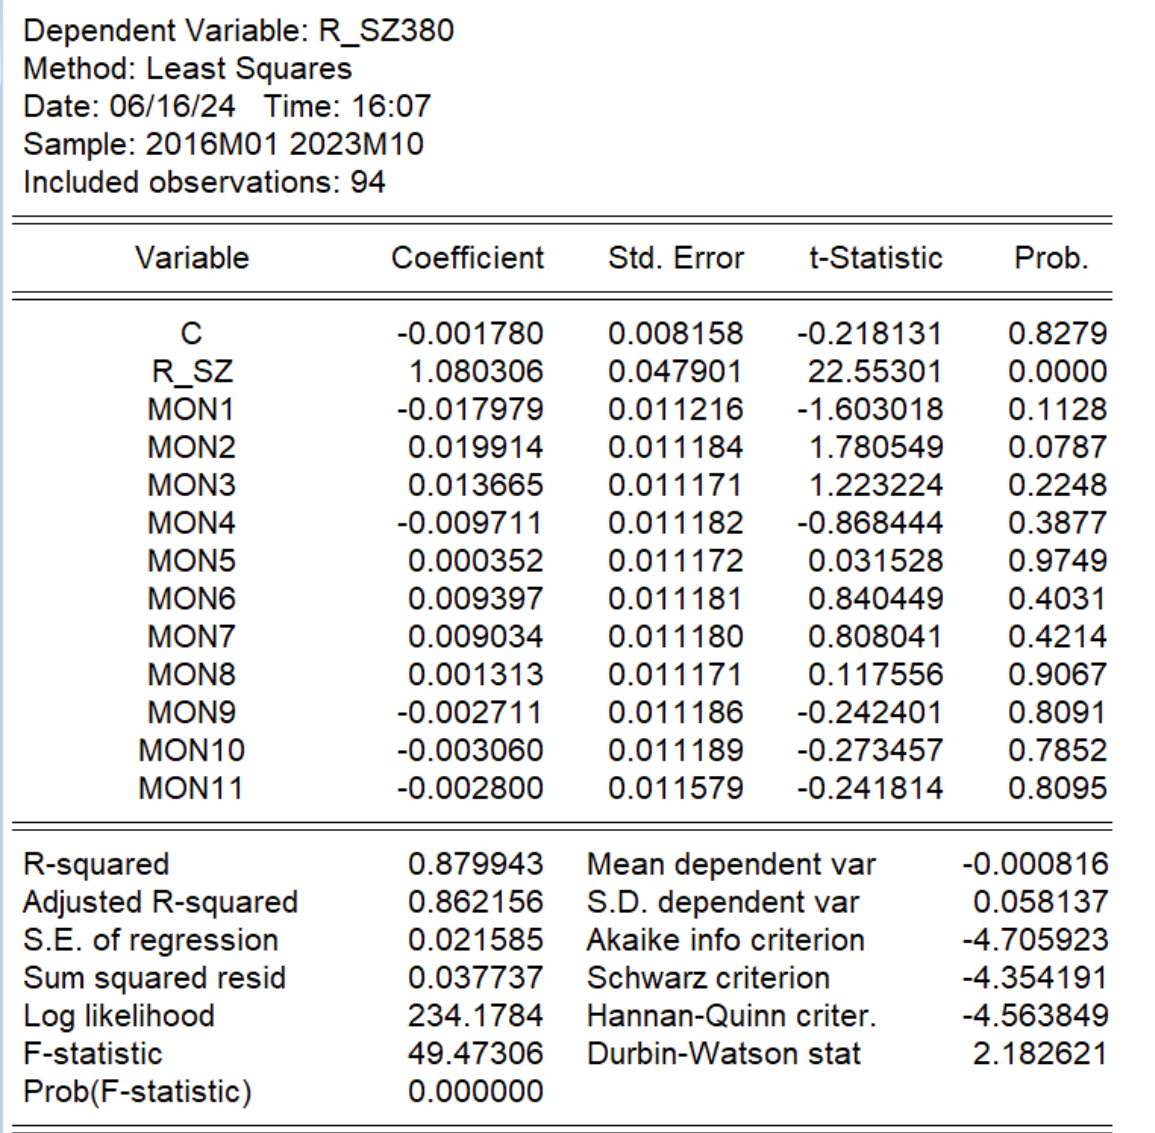 Dependent Variable: R_SZ380
Method: Least Squares
Date: 06/16/24 Time: 16:07
Sample: 2016M01 2023M10
Included observations: 94
Variable Coefficient Std. Error t-Statistic Prob.
C -0.001780 0.008158 -0.218131 0.8279
R_SZ 1.080306 0.047901 22.55301 0.0000
MON1 -0.017979 0.011216 -1.603018 0.1128
MON2 0.019914 0.011184 1.780549 0.0787
MON3 0.013665 0.011171 1.223224 0.2248
MON4 -0.009711 0.011182 -0.868444 0.3877
MON5 0.000352 0.011172 0.031528 0.9749
MON6 0.009397 0.011181 0.840449 0.4031
MON7 0.009034 0.011180 0.808041 0.4214
MON8 0.001313 0.011171 0.117556 0.9067
MON9 -0.002711 0.011186 -0.242401 0.8091
MON10 -0.003060 0.011189 -0.273457 0.7852
MON11 -0.002800 0.011579 -0.241814 0.8095
R-squared 0.879943 Mean dependent var -0.000816
Adjusted R-squared 0.862156 S.D. dependent var 0.058137
S.E. of regression 0.021585 Akaike info criterion -4.705923
Sum squared resid 0.037737 Schwarz criterion -4.354191
Log likelihood 234.1784 Hannan-Quinn criter. -4.563849
F-statistic 49.47306 Durbin-Watson stat 2.182621
Prob(F-statistic) 0.000000